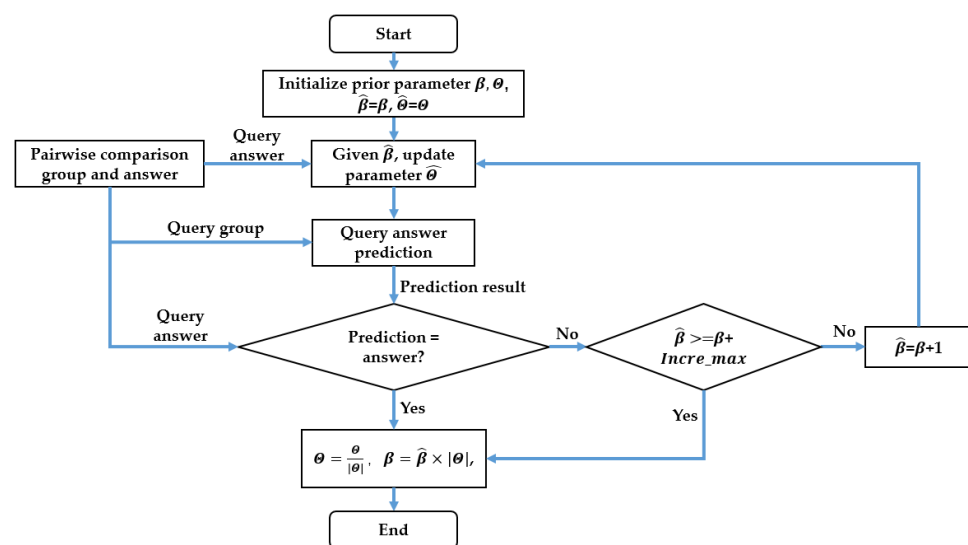 Start
Initialize prior parameter β, Θ,
β̂=β, Θ̂=Θ
Query
answer
Pairwise comparison
group and answer
Given β̂, update
parameter Θ̂
Query group
Query answer
prediction
Prediction result
Query
answer
Prediction =
answer?
No
β̂ >=β+
Incre_max
No
β̂=β+1
Yes
Yes
Θ = Θ/|Θ| , β = β̂ × |Θ|,
End